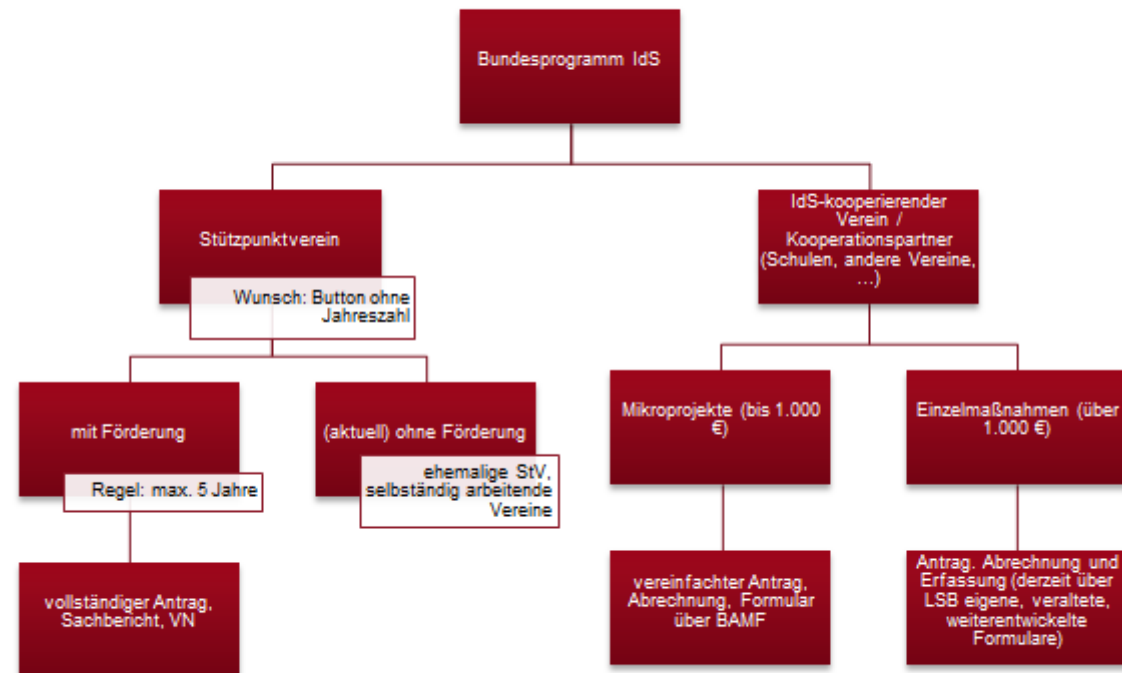 Bundesprogramm IdS
Stützpunktverein
Wunsch: Button ohne
Jahreszahl
IdS-kooperierender
Verein /
Kooperationspartner
(Schulen, andere Vereine,
…)
mit Förderung
Regel: max. 5 Jahre
(aktuell) ohne Förderung
ehemalige StV,
selbständig arbeitende
Vereine
Mikroprojekte (bis 1.000
€)
Einzelmaßnahmen (über
1.000 €)
vollständiger Antrag,
Sachbericht, VN
vereinfachter Antrag,
Abrechnung, Formular
über BAMF
Antrag. Abrechnung und
Erfassung (derzeit über
LSB eigene, veraltete,
weiterentwickelte
Formulare)